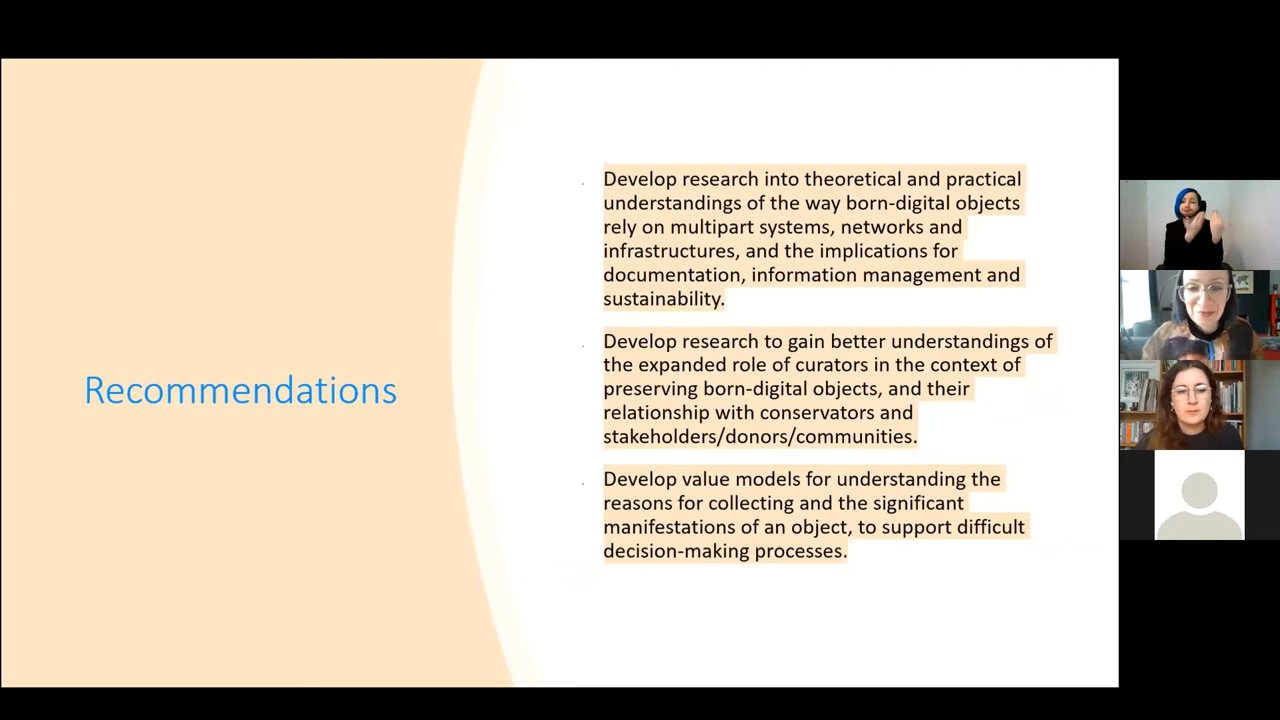 Recommendations
Develop research into theoretical and practical
understandings of the way born-digital objects
rely on multipart systems, networks and
infrastructures, and the implications for
documentation, information management and
sustainability.
Develop research to gain better understandings of
the expanded role of curators in the context of
preserving born-digital objects, and their
relationship with conservators and
stakeholders/donors/communities.
Develop value models for understanding the
reasons for collecting and the significant
manifestations of an object, to support difficult
decision-making processes.